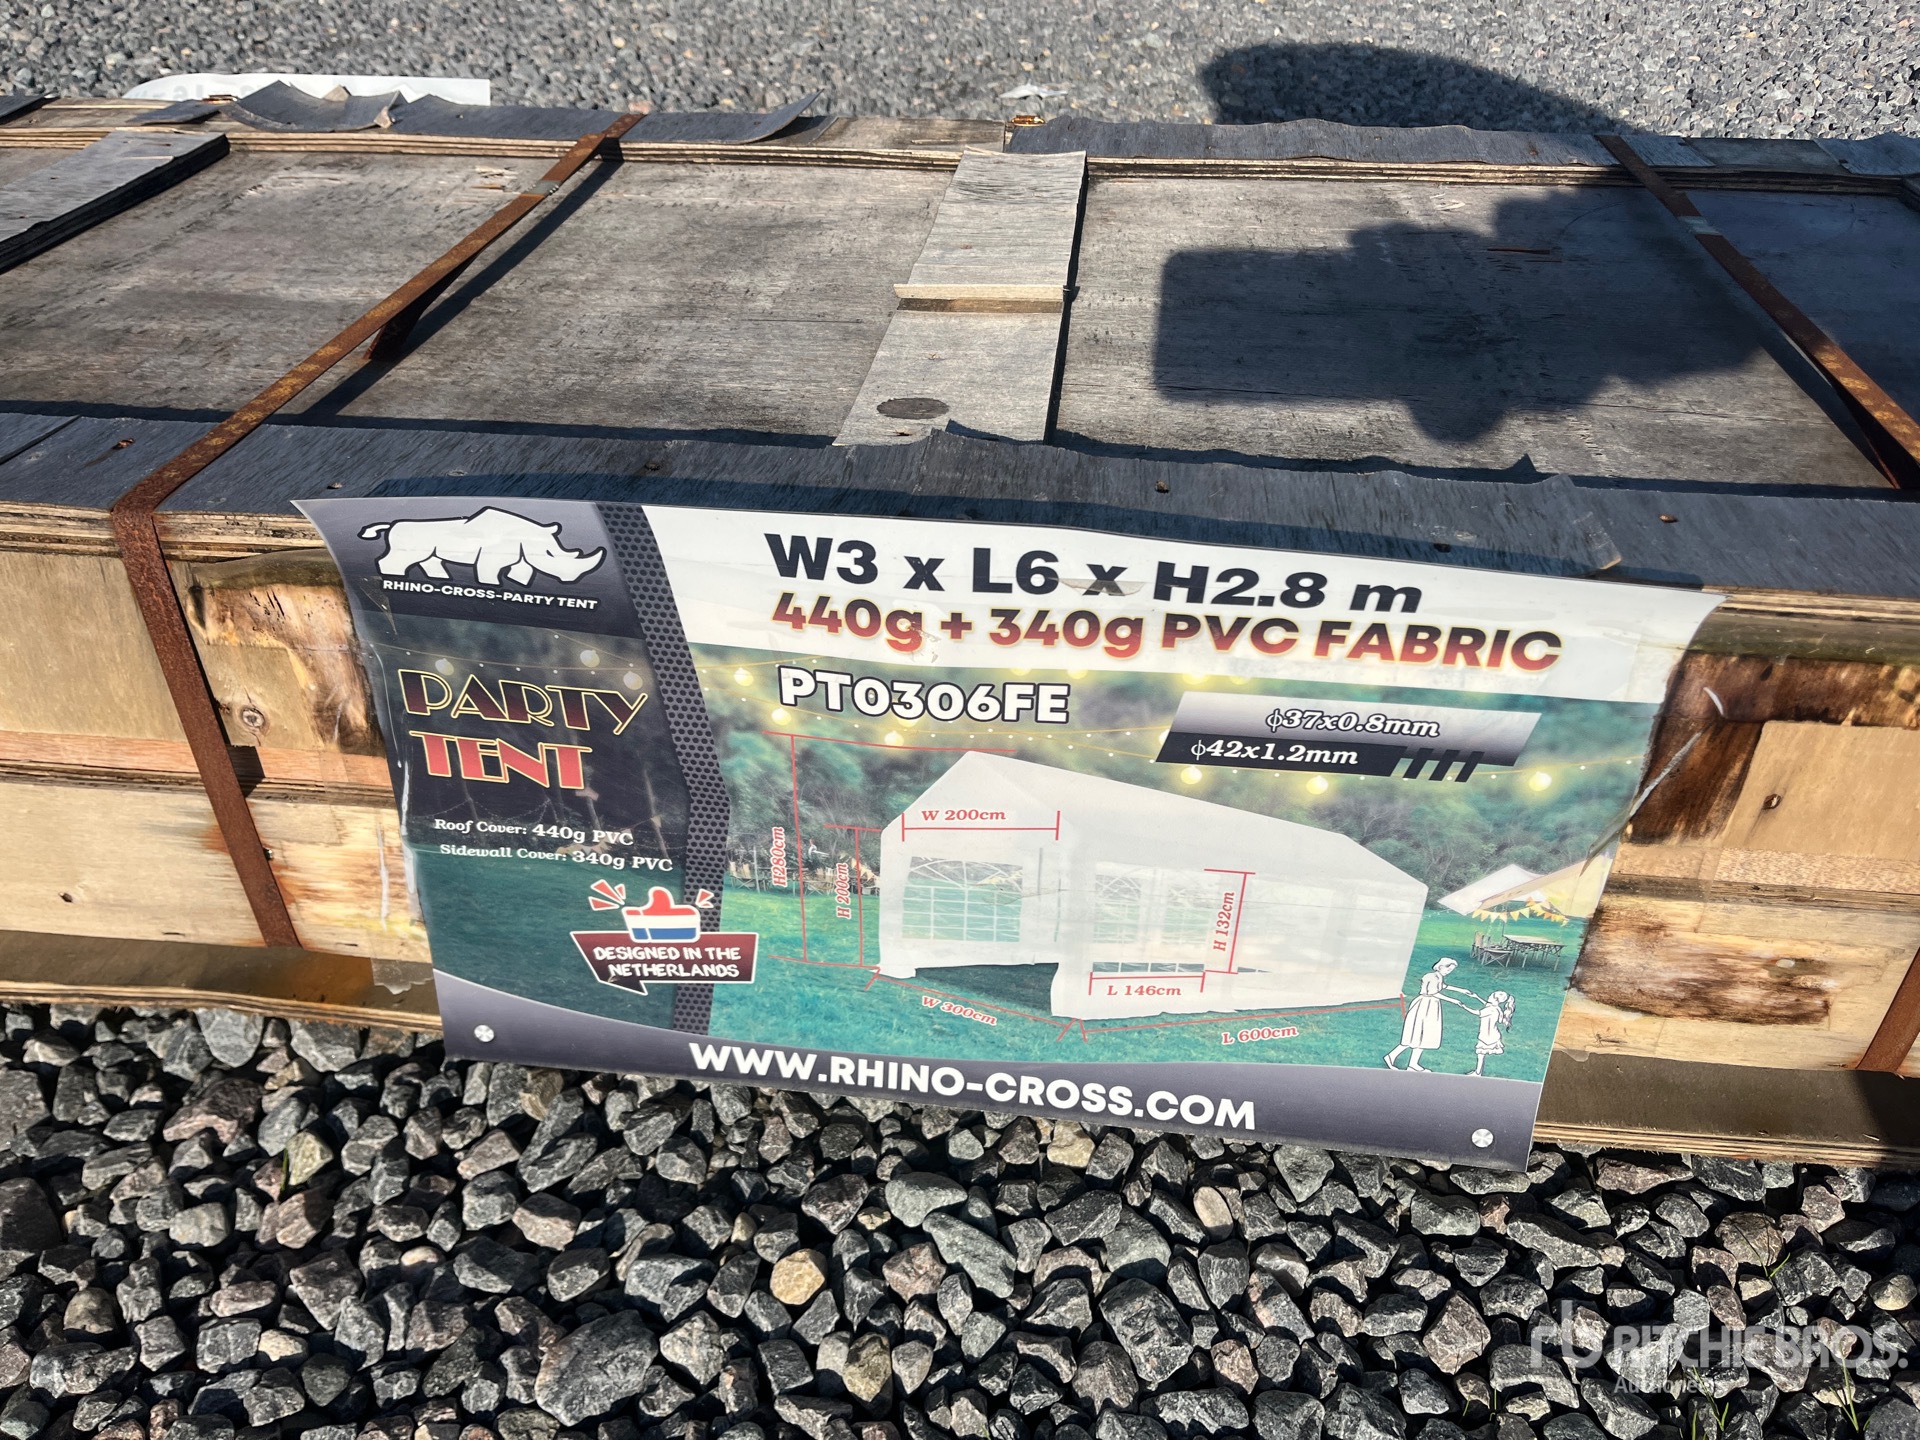 RHINO-CROSS-PARTY TENT
W3 x L6 x H2.8 m
440g + 340g PVC FABRIC
PT0306FE
ϕ37x0.8mm
ϕ42x1.2mm
PARTY
TENT
Roof Cover: 440g PVC
Sidewall Cover: 340g PVC
DESIGNED IN THE
NETHERLANDS
W 200cm
H280cm
H 200cm
H 132cm
L 146cm
W 300cm
L 600cm
WWW.RHINO-CROSS.COM
rb RITCHIE BROS.
Auctioneers